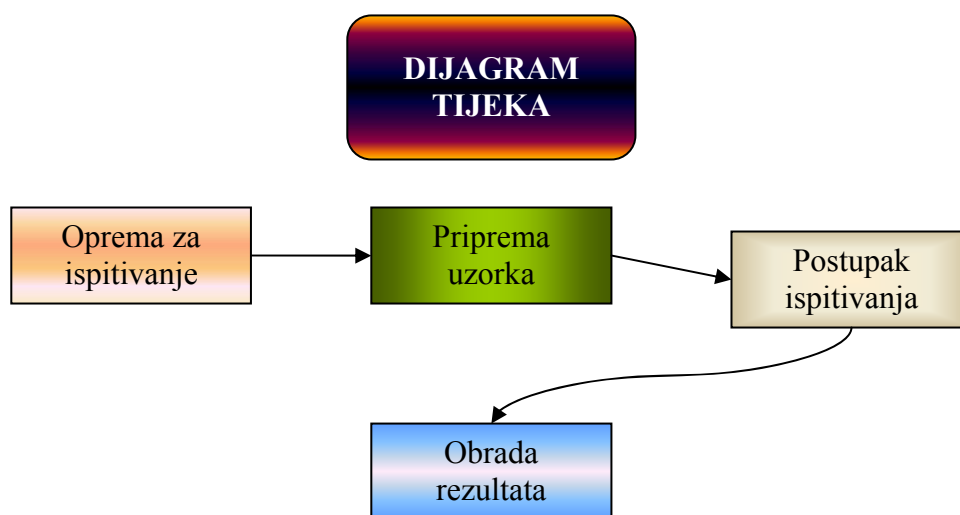 DIJAGRAM
TIJEKA
Oprema za
ispitivanje
Priprema
uzorka
Postupak
ispitivanja
Obrada
rezultata